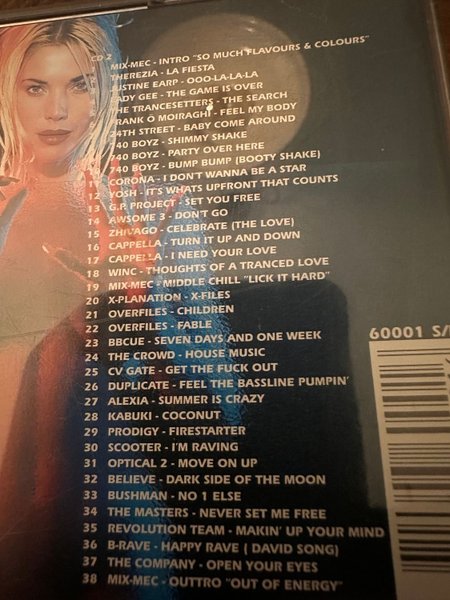 CD 2
MIX-MEC - INTRO "SO MUCH FLAVOURS & COLOURS"
THEREZIA - LA FIESTA
JUSTINE EARP - OOO-LA-LA-LA
LADY GEE - THE GAME IS OVER
THE TRANCESETTERS - THE SEARCH
FRANK O MOIRAGHI - FEEL MY BODY
24TH STREET - BABY COME AROUND
740 BOYZ - SHIMMY SHAKE
740 BOYZ - PARTY OVER HERE
740 BOYZ - BUMP BUMP (BOOTY SHAKE)
11 CORONA - I DON'T WANNA BE A STAR
12 YOSH - IT'S WHATS UPFRONT THAT COUNTS
13 G.P. PROJECT - SET YOU FREE
14 AWSOME 3 - DON'T GO
15 ZHIVAGO - CELEBRATE (THE LOVE)
16 CAPPELLA - TURN IT UP AND DOWN
17 CAPPELLA - I NEED YOUR LOVE
18 WINC - THOUGHTS OF A TRANCED LOVE
19 MIX-MEC - MIDDLE CHILL "LICK IT HARD"
20 X-PLANATION - X-FILES
21 OVERFILES - CHILDREN
22 OVERFILES - FABLE
23 BBCUE - SEVEN DAYS AND ONE WEEK
24 THE CROWD - HOUSE MUSIC
25 CV GATE - GET THE FUCK OUT
26 DUPLICATE - FEEL THE BASSLINE PUMPIN'
27 ALEXIA - SUMMER IS CRAZY
28 KABUKI - COCONUT
29 PRODIGY - FIRESTARTER
30 SCOOTER - I'M RAVING
31 OPTICAL 2 - MOVE ON UP
32 BELIEVE - DARK SIDE OF THE MOON
33 BUSHMAN - NO 1 ELSE
34 THE MASTERS - NEVER SET ME FREE
35 REVOLUTION TEAM - MAKIN' UP YOUR MIND
36 B-RAVE - HAPPY RAVE ( DAVID SONG)
37 THE COMPANY - OPEN YOUR EYES
38 MIX-MEC - OUTTRO "OUT OF ENERGY"
60001 S/